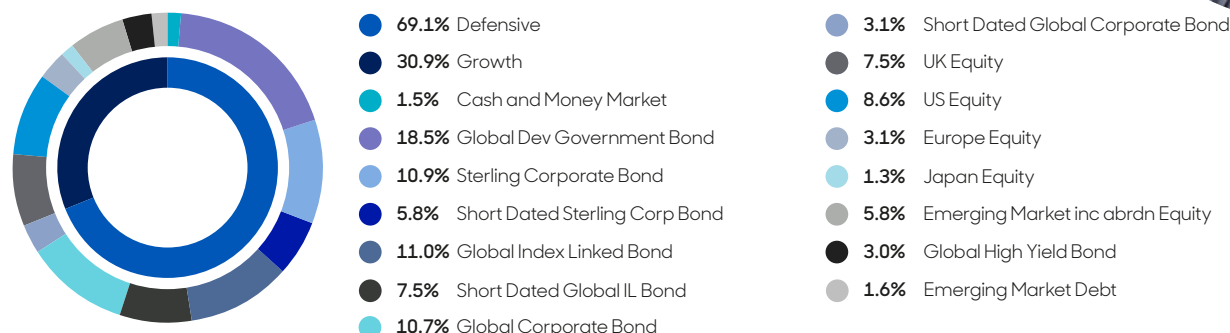 69.1% Defensive
30.9% Growth
1.5% Cash and Money Market
18.5% Global Dev Government Bond
10.9% Sterling Corporate Bond
5.8% Short Dated Sterling Corp Bond
11.0% Global Index Linked Bond
7.5% Short Dated Global IL Bond
10.7% Global Corporate Bond
3.1% Short Dated Global Corporate Bond
7.5% UK Equity
8.6% US Equity
3.1% Europe Equity
1.3% Japan Equity
5.8% Emerging Market inc abrdn Equity
3.0% Global High Yield Bond
1.6% Emerging Market Debt